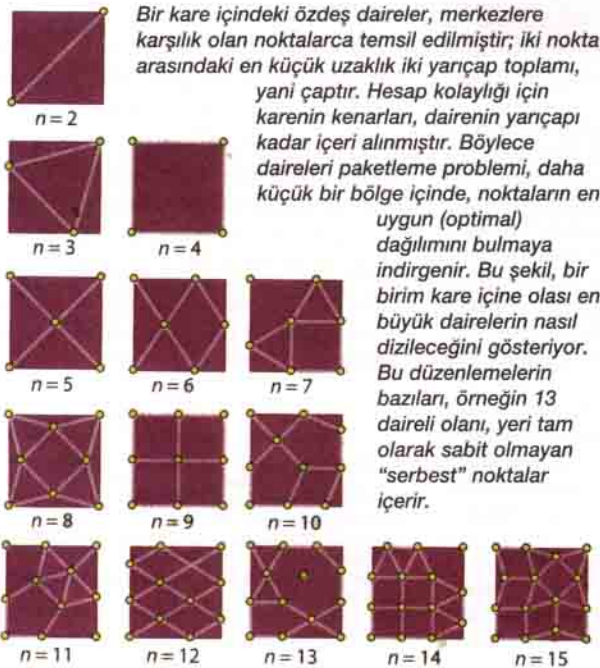 Bir kare içindeki özdeş daireler, merkezlere
karşılık olan noktalarca temsil edilmiştir; iki nokta
arasındaki en küçük uzaklık iki yarıçap toplamı,
yani çaptır. Hesap kolaylığı için
karenin kenarları, dairenin yarıçapı
kadar içeri alınmıştır. Böylece
daireleri paketleme problemi, daha
küçük bir bölge içinde, noktaların en
uygun (optimal)
dağılımını bulmaya
indirgenir. Bu şekil, bir
birim kare içine olası en
büyük dairelerin nasıl
dizileceğini gösteriyor.
Bu düzenlemelerin
bazıları, örneğin 13
daireli olanı, yeri tam
olarak sabit olmayan
"serbest" noktalar
içerir.
n = 2
n = 3
n = 4
n = 5
n = 6
n = 7
n = 8
n = 9
n = 10
n = 11
n = 12
n = 13
n = 14
n = 15